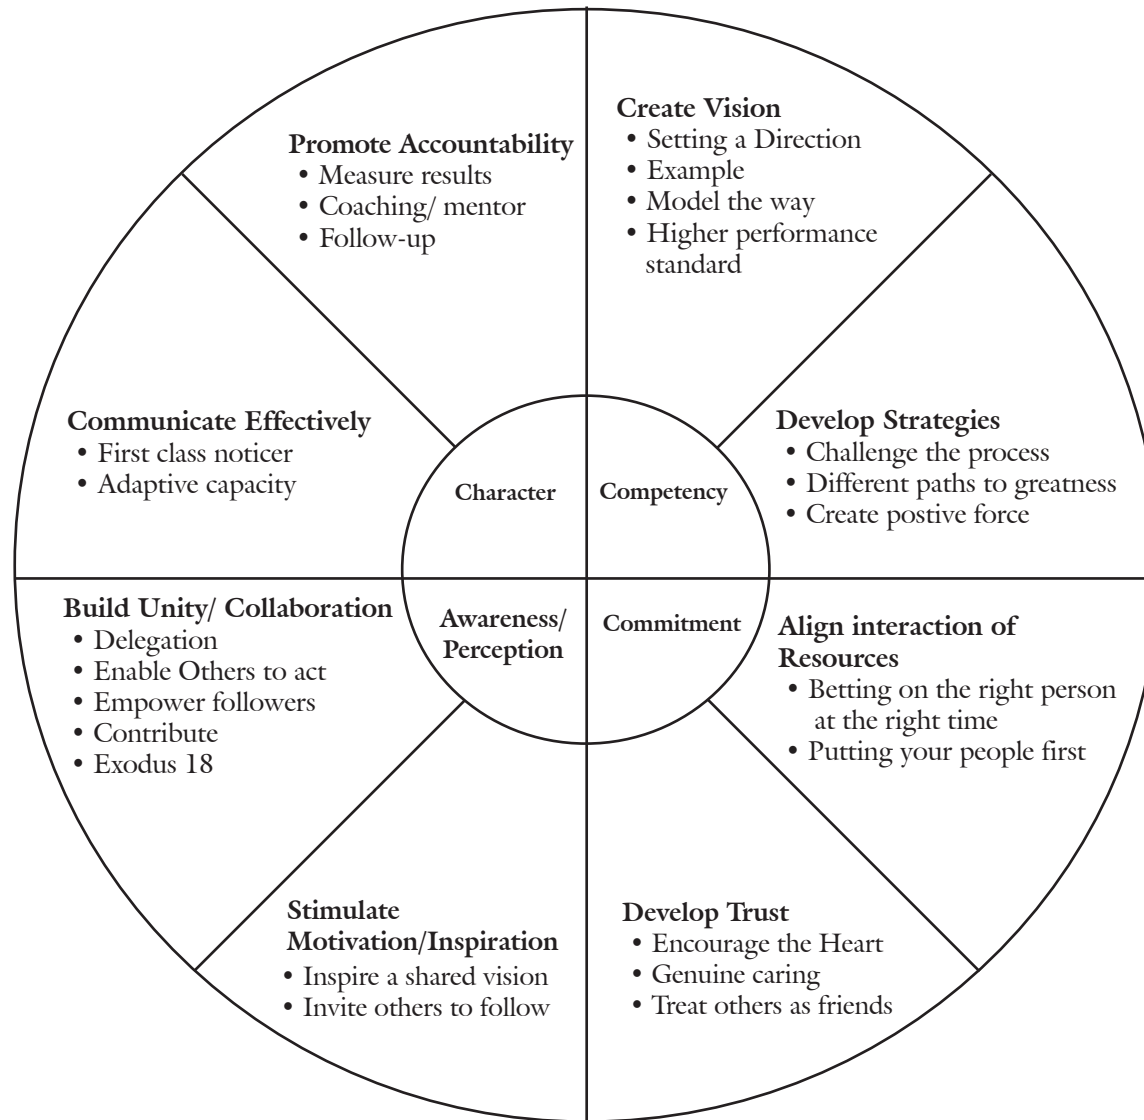 Create Vision
• Setting a Direction
• Example
• Model the way
• Higher performance
standard
Develop Strategies
• Challenge the process
• Different paths to greatness
• Create postive force
Align interaction of
Resources
• Betting on the right person
at the right time
• Putting your people first
Develop Trust
• Encourage the Heart
• Genuine caring
• Treat others as friends
Stimulate
Motivation/Inspiration
• Inspire a shared vision
• Invite others to follow
Build Unity/ Collaboration
• Delegation
• Enable Others to act
• Empower followers
• Contribute
• Exodus 18
Communicate Effectively
• First class noticer
• Adaptive capacity
Promote Accountability
• Measure results
• Coaching/ mentor
• Follow-up
Character
Competency
Awareness/
Perception
Commitment